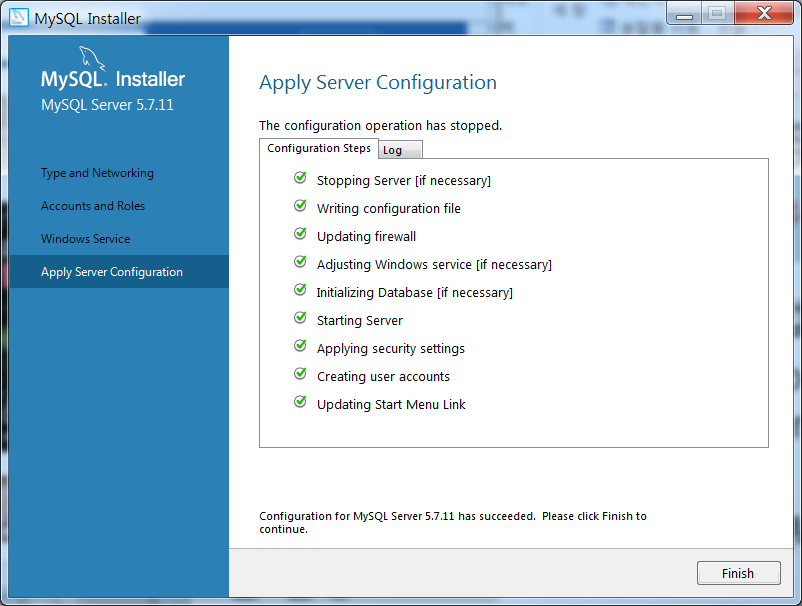 MySQL Installer
MySQL. Installer
MySQL Server 5.7.11
Type and Networking
Accounts and Roles
Windows Service
Apply Server Configuration
Apply Server Configuration
The configuration operation has stopped.
Configuration Steps
Log
Stopping Server [if necessary]
Writing configuration file
Updating firewall
Adjusting Windows service [if necessary]
Initializing Database [if necessary]
Starting Server
Applying security settings
Creating user accounts
Updating Start Menu Link
Configuration for MySQL Server 5.7.11 has succeeded. Please click Finish to
continue.
Finish